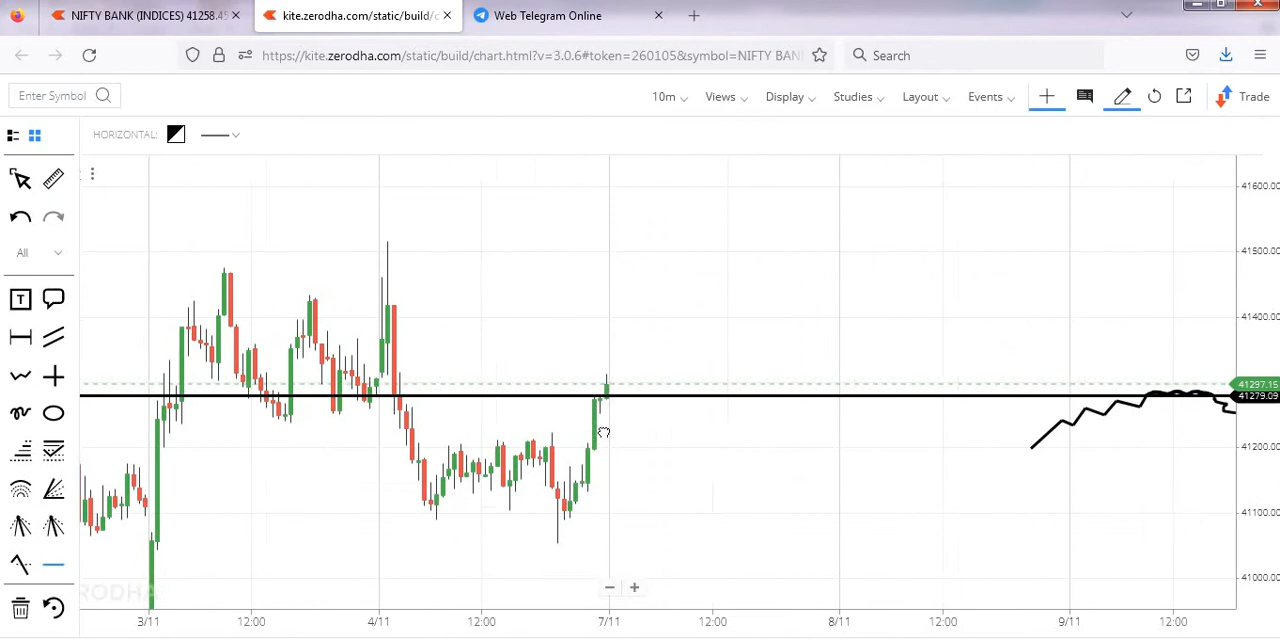 NIFTY BANK (INDICES) 41258.45
kite.zerodha.com/static/build/c
Web Telegram Online
https://kite.zerodha.com/static/build/chart.html?v=3.0.6#token=260105&symbol=NIFTY BAN
Search
Enter Symbol
10m
Views
Display
Studies
Layout
Events
Trade
HORIZONTAL:
All
T
41600.00
41500.00
41400.00
41297.15
41279.09
41200.00
41100.00
41000.00
3/11
12:00
4/11
12:00
7/11
12:00
8/11
12:00
9/11
12:00